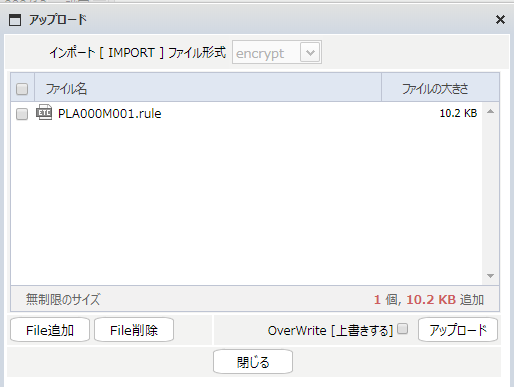 アップロード
インポート [ IMPORT ] ファイル形式 encrypt
ファイル名 ファイルの大きさ
ETC PLA000M001.rule 10.2 KB
無制限のサイズ 1 個, 10.2 KB 追加
File追加 File削除 OverWrite [上書きする] アップロード
閉じる